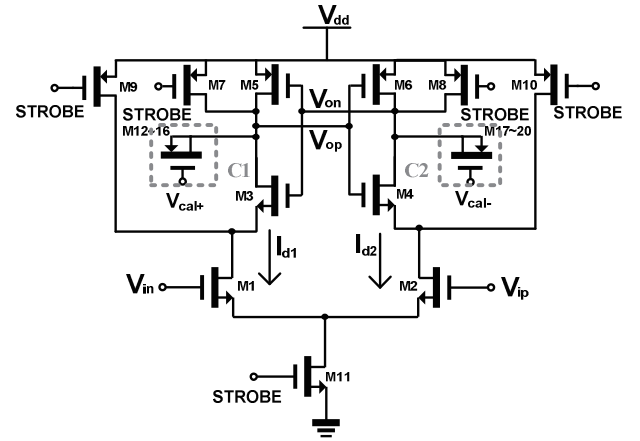 Vdd
M9
M7
M5
M6
M8
M10
STROBE
STROBE
Von
STROBE
STROBE
M12~16
Vop
M17~20
C1
C2
Vcal+
M3
M4
Vcal-
Id1
Id2
Vin
M1
M2
Vip
M11
STROBE